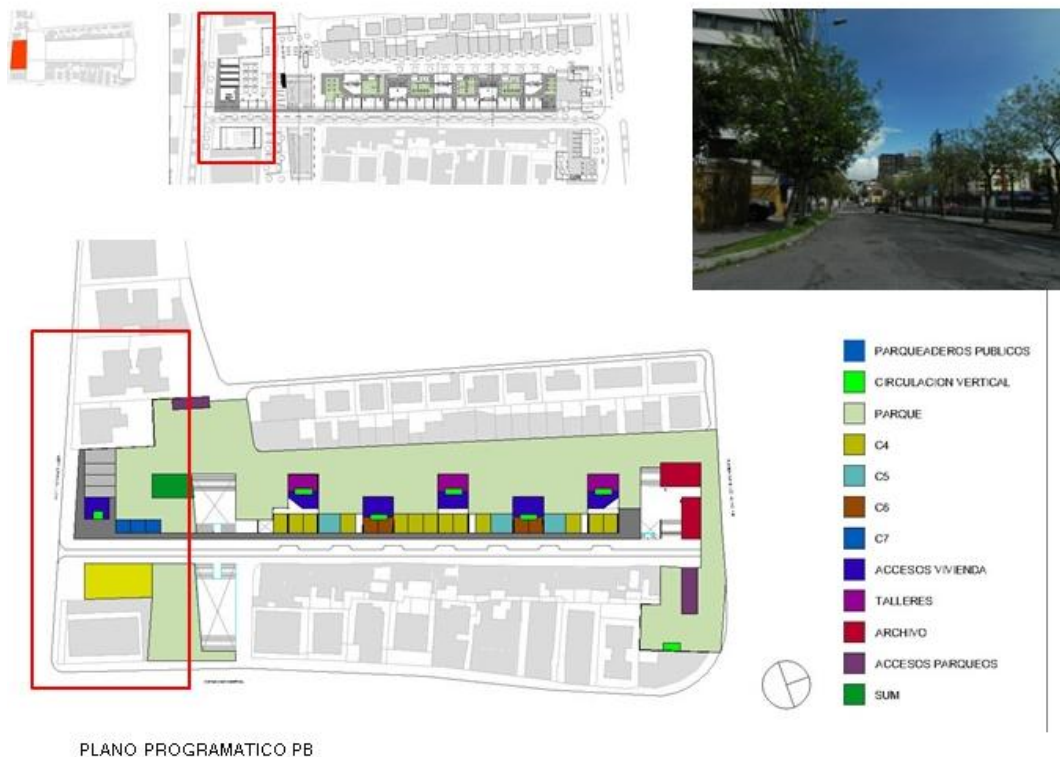 PARQUEADEROS PUBLICOS
CIRCULACION VERTICAL
PARQUE
C4
C5
C6
C7
ACCESOS VIVIENDA
TALLERES
ARCHIVO
ACCESOS PARQUEOS
SUM
PLANO PROGRAMATICO PB